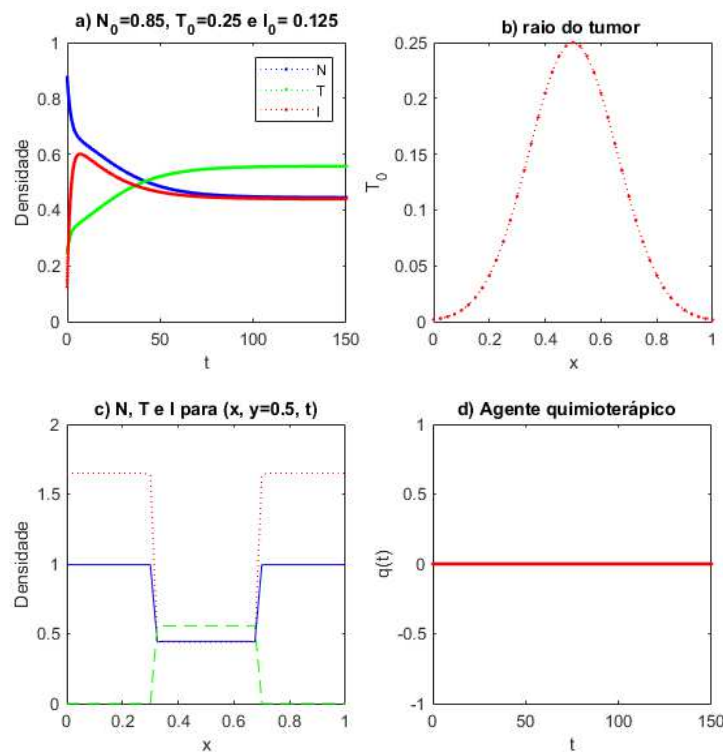 a) N_0=0.85, T_0=0.25 e I_0= 0.125
1
0.8
0.6
0.4
0.2
0
Densidade
N
T
I
0
50
100
150
t
b) raio do tumor
0.25
0.2
0.15
0.1
0.05
0
T_0
0
0.2
0.4
0.6
0.8
1
x
c) N, T e I para (x, y=0.5, t)
2
1.5
1
0.5
0
Densidade
0
0.2
0.4
0.6
0.8
1
x
d) Agente quimioterápico
1
0.5
0
-0.5
-1
q(t)
0
50
100
150
t